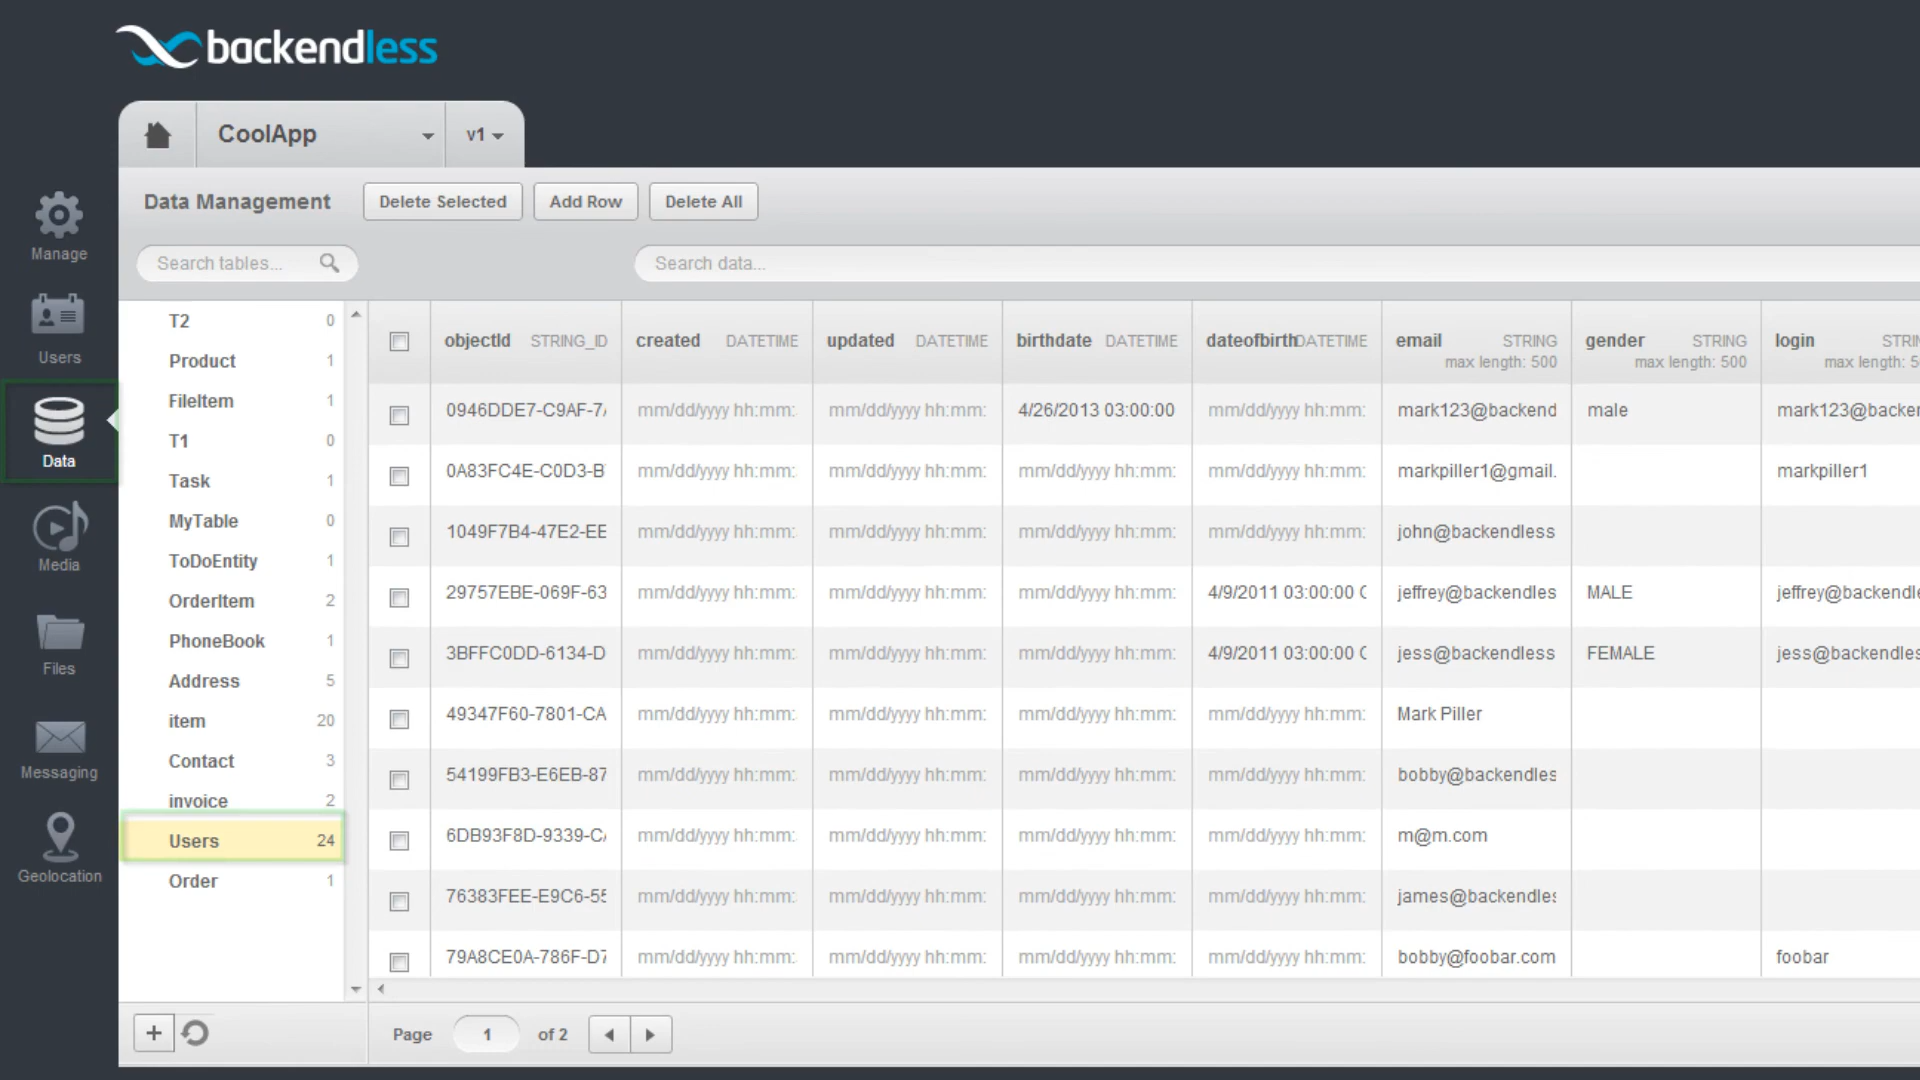 backendless
CoolApp
v1
Data Management
Delete Selected
Add Row
Delete All
Search tables...
Search data...
Manage
Users
Data
Media
Files
Messaging
Geolocation
T2 0
Product 1
FileItem 1
T1 0
Task 1
MyTable 0
ToDoEntity 1
OrderItem 2
PhoneBook 1
Address 5
item 20
Contact 3
invoice 2
Users 24
Order 1
objectId STRING_ID created DATETIME updated DATETIME birthdate DATETIME dateofbirth DATETIME email STRING gender STRING login STRIN
max length: 500 max length: 500 max length: 5
0946DDE7-C9AF-7 mm/dd/yyyy hh:mm: mm/dd/yyyy hh:mm: 4/26/2013 03:00:00 mm/dd/yyyy hh:mm: mark123@backend male mark123@backen
0A83FC4E-C0D3-B mm/dd/yyyy hh:mm: mm/dd/yyyy hh:mm: mm/dd/yyyy hh:mm: mm/dd/yyyy hh:mm: markpiller1@gmail. markpiller1
1049F7B4-47E2-EE mm/dd/yyyy hh:mm: mm/dd/yyyy hh:mm: mm/dd/yyyy hh:mm: mm/dd/yyyy hh:mm: john@backendless
29757EBE-069F-63 mm/dd/yyyy hh:mm: mm/dd/yyyy hh:mm: mm/dd/yyyy hh:mm: 4/9/2011 03:00:00 jeffrey@backendles MALE jeffrey@backendle
3BFFC0DD-6134-D mm/dd/yyyy hh:mm: mm/dd/yyyy hh:mm: mm/dd/yyyy hh:mm: 4/9/2011 03:00:00 jess@backendless FEMALE jess@backendles
49347F60-7801-CA mm/dd/yyyy hh:mm: mm/dd/yyyy hh:mm: mm/dd/yyyy hh:mm: mm/dd/yyyy hh:mm: Mark Piller
54199FB3-E6EB-87 mm/dd/yyyy hh:mm: mm/dd/yyyy hh:mm: mm/dd/yyyy hh:mm: mm/dd/yyyy hh:mm: bobby@backendles
6DB93F8D-9339-C mm/dd/yyyy hh:mm: mm/dd/yyyy hh:mm: mm/dd/yyyy hh:mm: mm/dd/yyyy hh:mm: m@m.com
76383FEE-E9C6-55 mm/dd/yyyy hh:mm: mm/dd/yyyy hh:mm: mm/dd/yyyy hh:mm: mm/dd/yyyy hh:mm: james@backendles
79A8CE0A-786F-D7 mm/dd/yyyy hh:mm: mm/dd/yyyy hh:mm: mm/dd/yyyy hh:mm: mm/dd/yyyy hh:mm: bobby@foobar.com foobar
Page 1 of 2